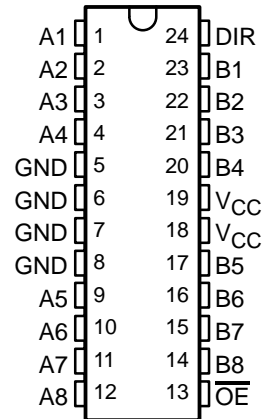 A1 1 24 DIR
A2 2 23 B1
A3 3 22 B2
A4 4 21 B3
GND 5 20 B4
GND 6 19 VCC
GND 7 18 VCC
GND 8 17 B5
A5 9 16 B6
A6 10 15 B7
A7 11 14 B8
A8 12 13 O̅E̅